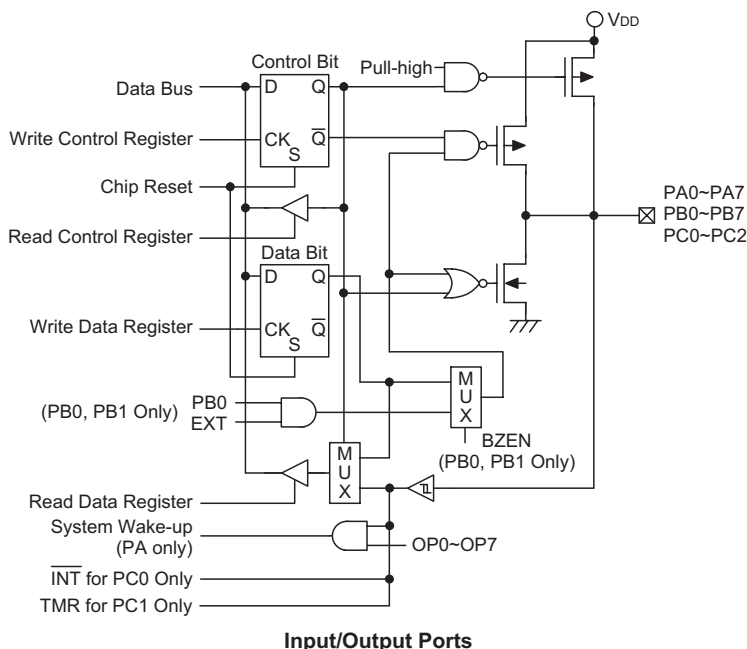 VDD
Control Bit
Pull-high
Data Bus
D Q
Write Control Register
CK Q̅
S
Chip Reset
PA0~PA7
PB0~PB7
PC0~PC2
Read Control Register
Data Bit
D Q
Write Data Register
CK Q̅
S
M
U
X
(PB0, PB1 Only)
PB0
EXT
BZEN
(PB0, PB1 Only)
M
U
X
Read Data Register
System Wake-up
(PA only)
OP0~OP7
I̅N̅T̅ for PC0 Only
TMR for PC1 Only
Input/Output Ports